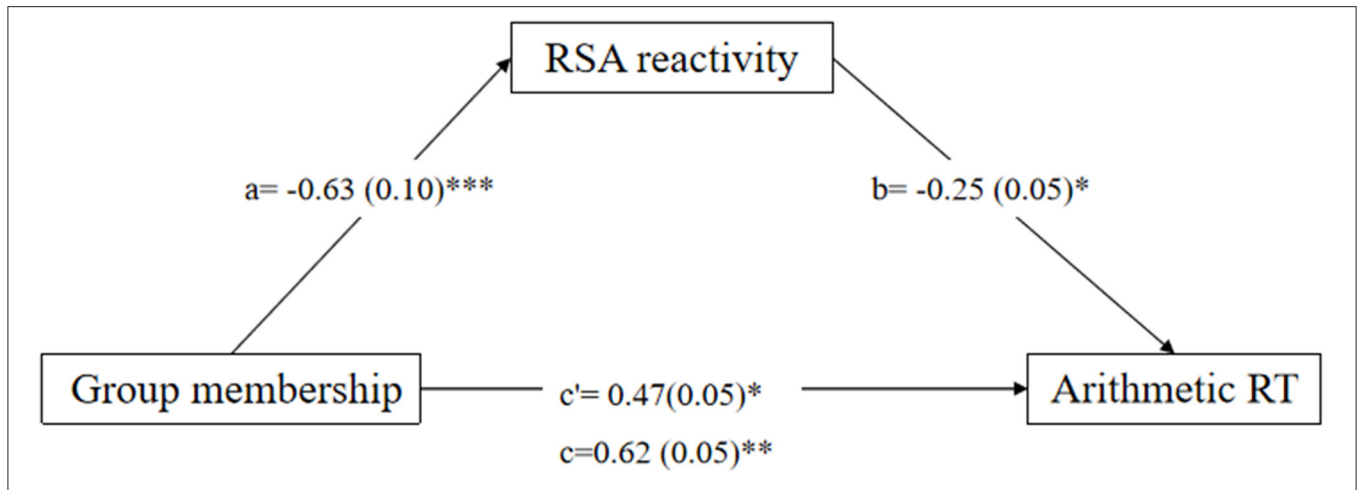 RSA reactivity
a= -0.63 (0.10)***
b= -0.25 (0.05)*
Group membership
c'= 0.47(0.05)*
c=0.62 (0.05)**
Arithmetic RT